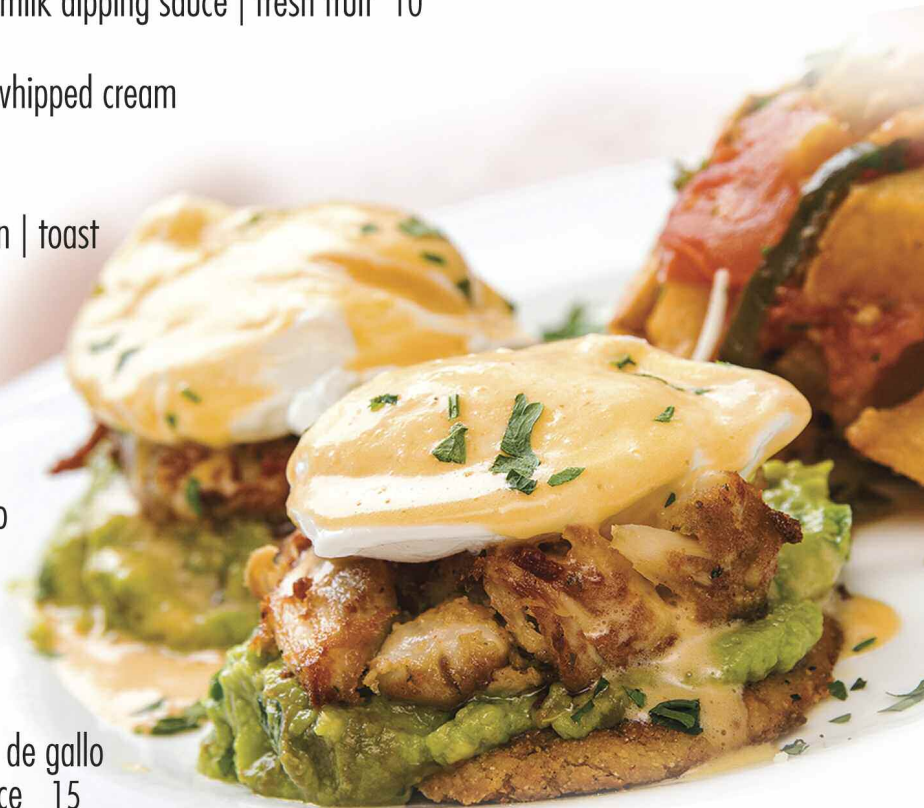 milk dipping sauce | fresh fruit 10
whipped cream
n | toast
o
de gallo
ce 15